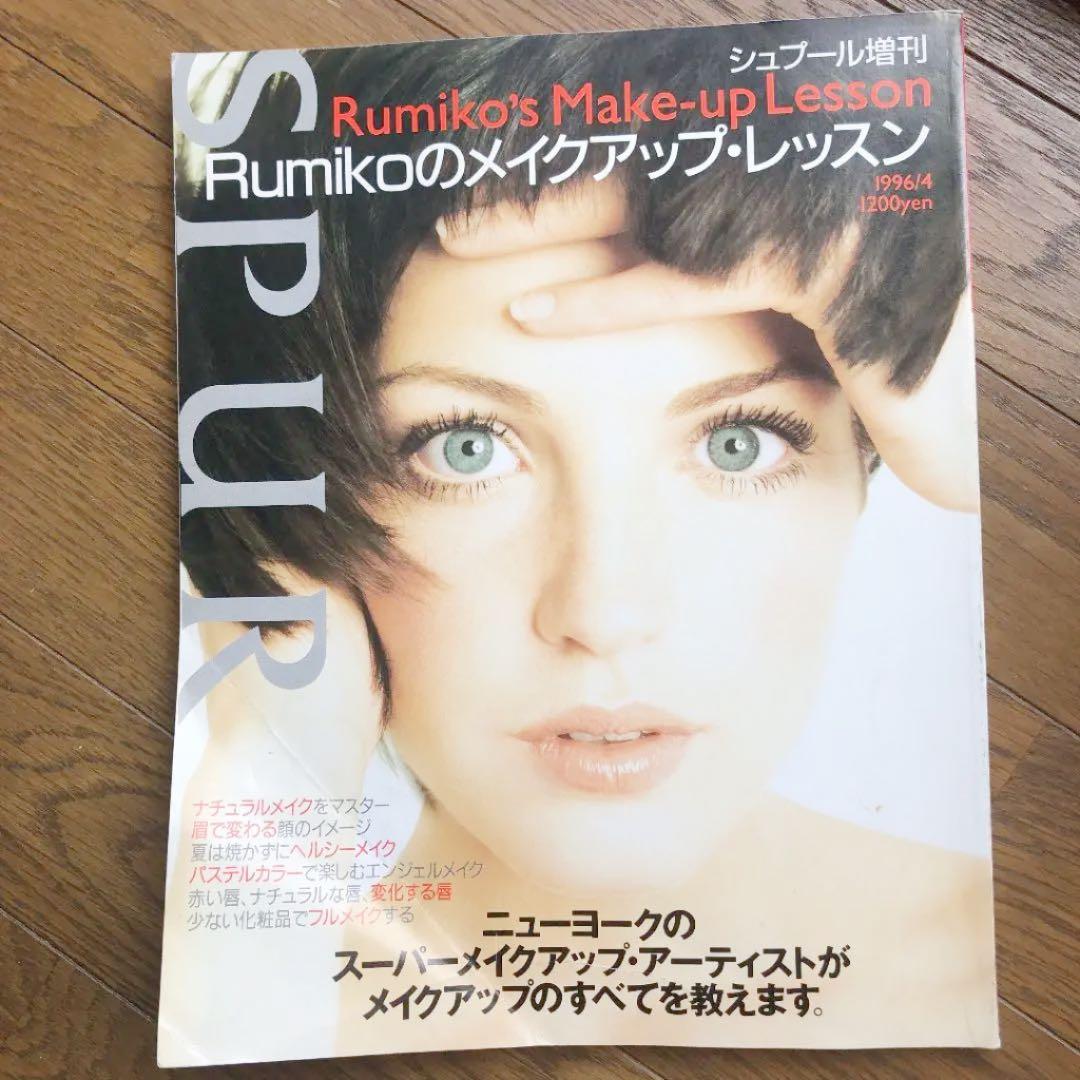 シュプール増刊
Rumiko's Make-up Lesson
Rumikoのメイクアップ・レッスン
1996/4
1200yen
SPUR
ナチュラルメイクをマスター
眉で変わる顔のイメージ
夏は焼かずにヘルシーメイク
パステルカラーで楽しむエンジェルメイク
赤い唇、ナチュラルな唇、変化する唇
少ない化粧品でフルメイクする
ニューヨークの
スーパーメイクアップ・アーティストが
メイクアップのすべてを教えます。